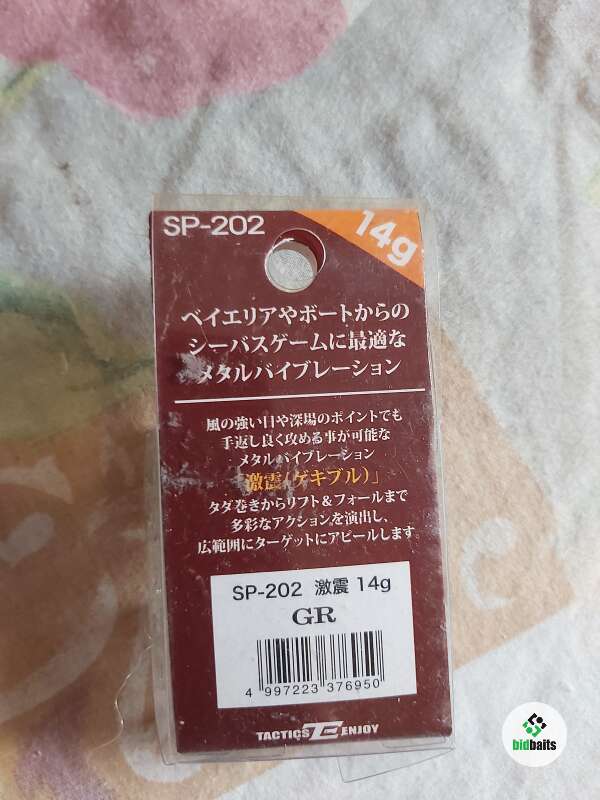 SP-202
14g
ベイエリアやボートからの
シーバスゲームに最適な
メタルバイブレーション
風の強い日や深場のポイントでも
手返し良く攻める事が可能な
メタルバイブレーション
激震(ゲキブル)」
タダ巻きからリフト&フォールまで
多彩なアクションを演出し、
広範囲にターゲットにアピールします
SP-202 激震 14g
GR
4 997223 376950
TACTICS TE ENJOY
bidbaits